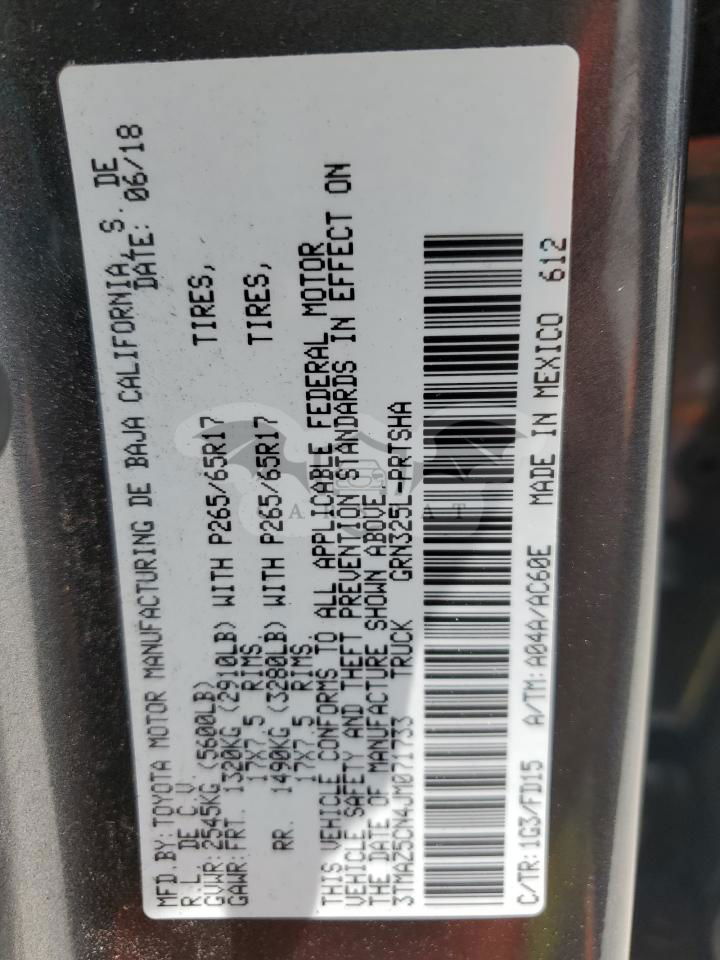 MFD BY: TOYOTA MOTOR MANUFACTURING DE BAJA CALIFORNIA, S. DE
R.L. DE C.V. DATE: 06/18
GVWR: 2545KG (5600LB)
GAWR: FRT. 1320KG (2910LB) WITH P265/65R17 TIRES,
17X7.5 RIMS,
RR. 1490KG (3280LB) WITH P265/65R17 TIRES,
17X7.5 RIMS
THIS VEHICLE CONFORMS TO ALL APPLICABLE FEDERAL MOTOR
VEHICLE SAFETY AND THEFT PREVENTION STANDARDS IN EFFECT ON
THE DATE OF MANUFACTURE SHOWN ABOVE.
3TMAZ5CN4JM071733 TRUCK GRN325L-PRTSHA
C/TR: 1G3/FD15 A/TM: A04A/AC60E MADE IN MEXICO 612